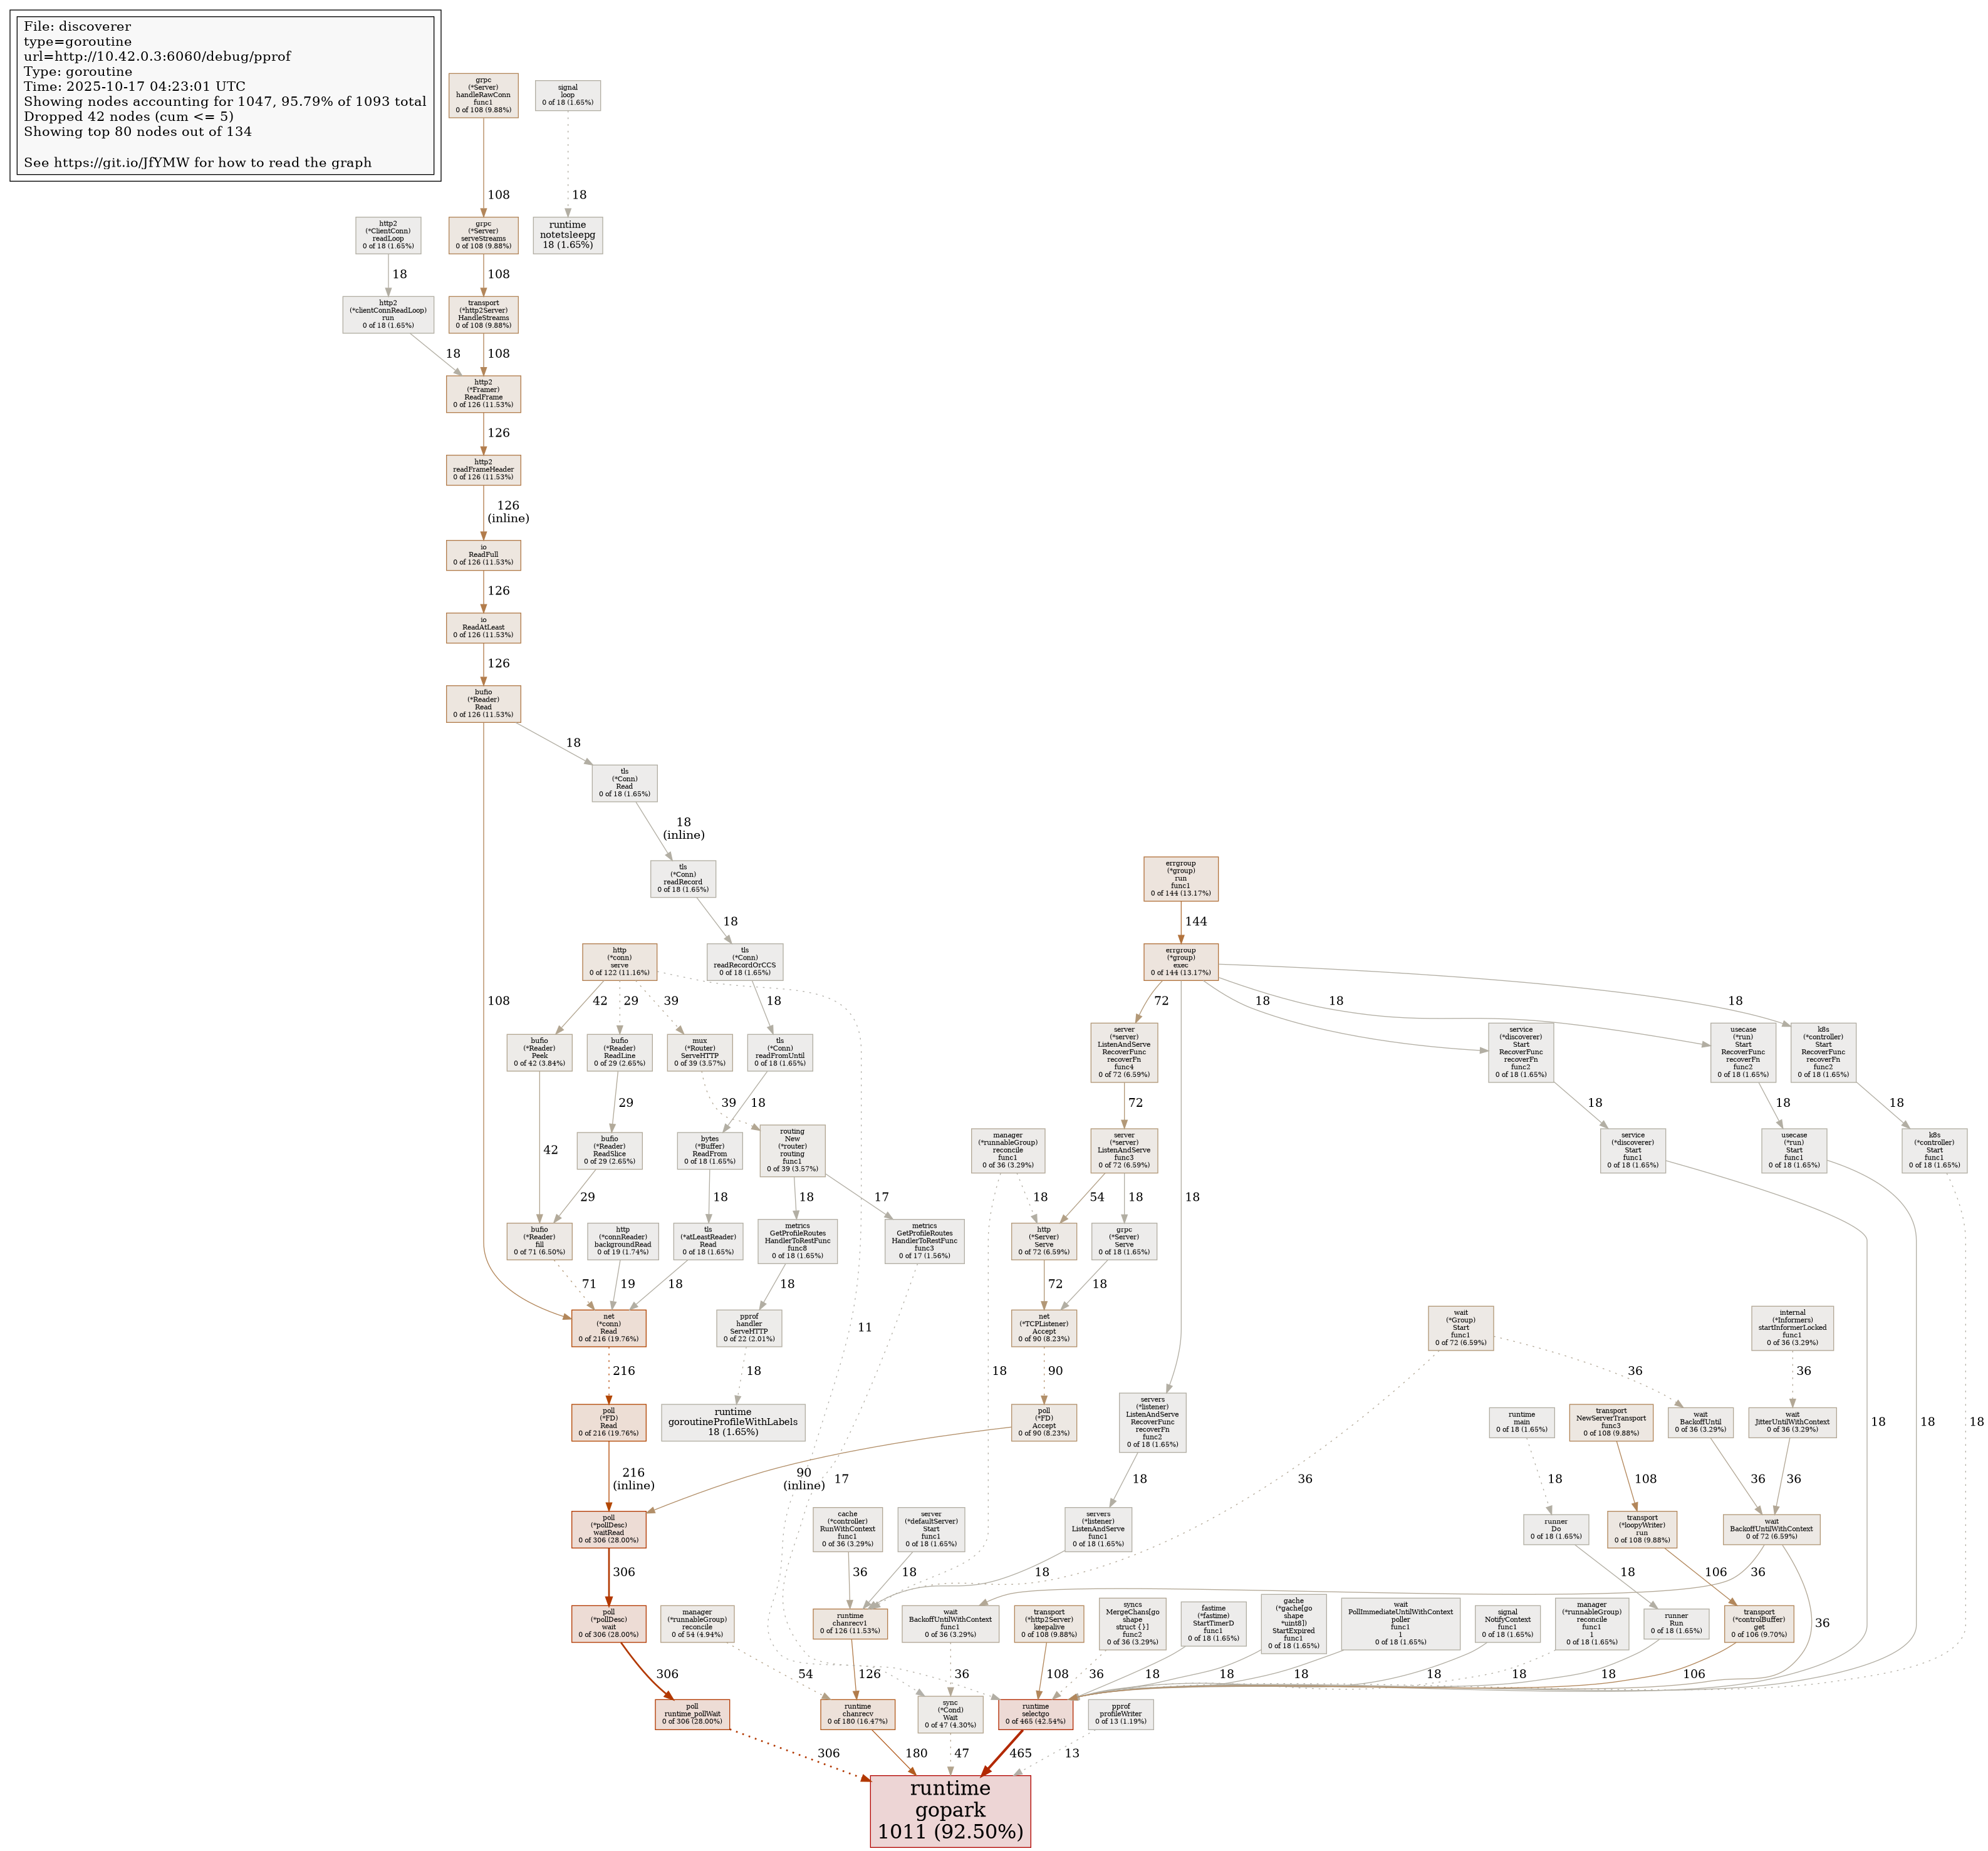 File: discoverer
type=goroutine
url=http://10.42.0.3:6060/debug/pprof
Type: goroutine
Time: 2025-10-17 04:23:01 UTC
Showing nodes accounting for 1047, 95.79% of 1093 total
Dropped 42 nodes (cum <= 5)
Showing top 80 nodes out of 134
See https://git.io/JfYMW for how to read the graph
grpc
(*Server)
handleRawConn
func1
0 of 108 (9.88%)
signal
loop
0 of 18 (1.65%)
108
18
http2
(*ClientConn)
readLoop
0 of 18 (1.65%)
grpc
(*Server)
serveStreams
0 of 108 (9.88%)
runtime
notetsleepg
18 (1.65%)
18
108
http2
(*clientConnReadLoop)
run
0 of 18 (1.65%)
transport
(*http2Server)
HandleStreams
0 of 108 (9.88%)
18
108
http2
(*Framer)
ReadFrame
0 of 126 (11.53%)
126
http2
readFrameHeader
0 of 126 (11.53%)
126
(inline)
io
ReadFull
0 of 126 (11.53%)
126
io
ReadAtLeast
0 of 126 (11.53%)
126
bufio
(*Reader)
Read
0 of 126 (11.53%)
18
tls
(*Conn)
Read
0 of 18 (1.65%)
18
(inline)
tls
(*Conn)
readRecord
0 of 18 (1.65%)
errgroup
(*group)
run
func1
0 of 144 (13.17%)
18
144
http
(*conn)
serve
0 of 122 (11.16%)
tls
(*Conn)
readRecordOrCCS
0 of 18 (1.65%)
errgroup
(*group)
exec
0 of 144 (13.17%)
108
42
29
39
18
72
18
18
18
bufio
(*Reader)
Peek
0 of 42 (3.84%)
bufio
(*Reader)
ReadLine
0 of 29 (2.65%)
mux
(*Router)
ServeHTTP
0 of 39 (3.57%)
tls
(*Conn)
readFromUntil
0 of 18 (1.65%)
server
(*server)
ListenAndServe
RecoverFunc
recoverFn
func4
0 of 72 (6.59%)
service
(*discoverer)
Start
RecoverFunc
recoverFn
func2
0 of 18 (1.65%)
usecase
(*run)
Start
RecoverFunc
recoverFn
func2
0 of 18 (1.65%)
k8s
(*controller)
Start
RecoverFunc
recoverFn
func2
0 of 18 (1.65%)
29
39
18
72
18
18
18
42
bufio
(*Reader)
ReadSlice
0 of 29 (2.65%)
bytes
(*Buffer)
ReadFrom
0 of 18 (1.65%)
routing
New
(*router)
routing
func1
0 of 39 (3.57%)
manager
(*runnableGroup)
reconcile
func1
0 of 36 (3.29%)
server
(*server)
ListenAndServe
func3
0 of 72 (6.59%)
service
(*discoverer)
Start
func1
0 of 18 (1.65%)
usecase
(*run)
Start
func1
0 of 18 (1.65%)
k8s
(*controller)
Start
func1
0 of 18 (1.65%)
29
18
18
17
18
54
18
18
bufio
(*Reader)
fill
0 of 71 (6.50%)
http
(*connReader)
backgroundRead
0 of 19 (1.74%)
tls
(*atLeastReader)
Read
0 of 18 (1.65%)
metrics
GetProfileRoutes
HandlerToRestFunc
func8
0 of 18 (1.65%)
metrics
GetProfileRoutes
HandlerToRestFunc
func3
0 of 17 (1.56%)
http
(*Server)
Serve
0 of 72 (6.59%)
grpc
(*Server)
Serve
0 of 18 (1.65%)
71
19
18
18
72
18
net
(*conn)
Read
0 of 216 (19.76%)
pprof
handler
ServeHTTP
0 of 22 (2.01%)
11
net
(*TCPListener)
Accept
0 of 90 (8.23%)
wait
(*Group)
Start
func1
0 of 72 (6.59%)
internal
(*Informers)
startInformerLocked
func1
0 of 36 (3.29%)
216
18
18
90
36
36
poll
(*FD)
Read
0 of 216 (19.76%)
runtime
goroutineProfileWithLabels
18 (1.65%)
poll
(*FD)
Accept
0 of 90 (8.23%)
servers
(*listener)
ListenAndServe
RecoverFunc
recoverFn
func2
0 of 18 (1.65%)
runtime
main
0 of 18 (1.65%)
transport
NewServerTransport
func3
0 of 108 (9.88%)
wait
BackoffUntil
0 of 36 (3.29%)
wait
JitterUntilWithContext
0 of 36 (3.29%)
18
18
18
216
(inline)
90
(inline)
17
18
36
18
108
36
36
poll
(*pollDesc)
waitRead
0 of 306 (28.00%)
cache
(*controller)
RunWithContext
func1
0 of 36 (3.29%)
server
(*defaultServer)
Start
func1
0 of 18 (1.65%)
servers
(*listener)
ListenAndServe
func1
0 of 18 (1.65%)
runner
Do
0 of 18 (1.65%)
transport
(*loopyWriter)
run
0 of 108 (9.88%)
wait
BackoffUntilWithContext
0 of 72 (6.59%)
306
36
18
18
18
106
36
poll
(*pollDesc)
wait
0 of 306 (28.00%)
manager
(*runnableGroup)
reconcile
0 of 54 (4.94%)
runtime
chanrecv1
0 of 126 (11.53%)
wait
BackoffUntilWithContext
func1
0 of 36 (3.29%)
transport
(*http2Server)
keepalive
0 of 108 (9.88%)
syncs
MergeChans[go
shape
struct {}]
func2
0 of 36 (3.29%)
fastime
(*fastime)
StartTimerD
func1
0 of 18 (1.65%)
gache
(*gache[go
shape
*uint8])
StartExpired
func1
0 of 18 (1.65%)
wait
PollImmediateUntilWithContext
poller
func1
1
0 of 18 (1.65%)
signal
NotifyContext
func1
0 of 18 (1.65%)
manager
(*runnableGroup)
reconcile
func1
1
0 of 18 (1.65%)
runner
Run
0 of 18 (1.65%)
transport
(*controlBuffer)
get
0 of 106 (9.70%)
36
306
54
126
36
108
36
18
18
18
18
18
18
106
poll
runtime_pollWait
0 of 306 (28.00%)
runtime
chanrecv
0 of 180 (16.47%)
sync
(*Cond)
Wait
0 of 47 (4.30%)
runtime
selectgo
0 of 465 (42.54%)
pprof
profileWriter
0 of 13 (1.19%)
306
180
47
465
13
runtime
gopark
1011 (92.50%)